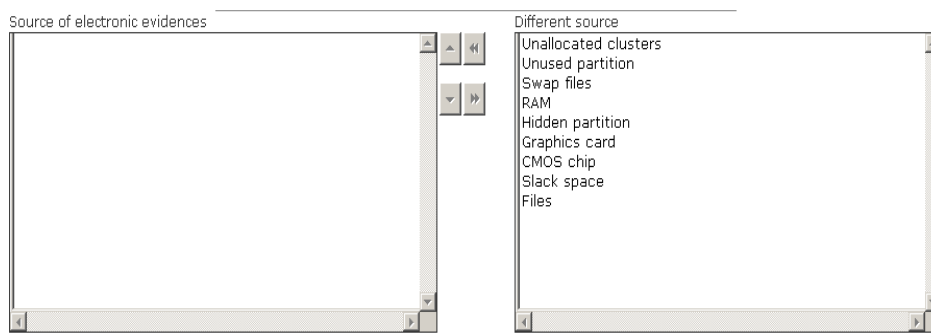 Source of electronic evidences
Different source
Unallocated clusters
Unused partition
Swap files
RAM
Hidden partition
Graphics card
CMOS chip
Slack space
Files